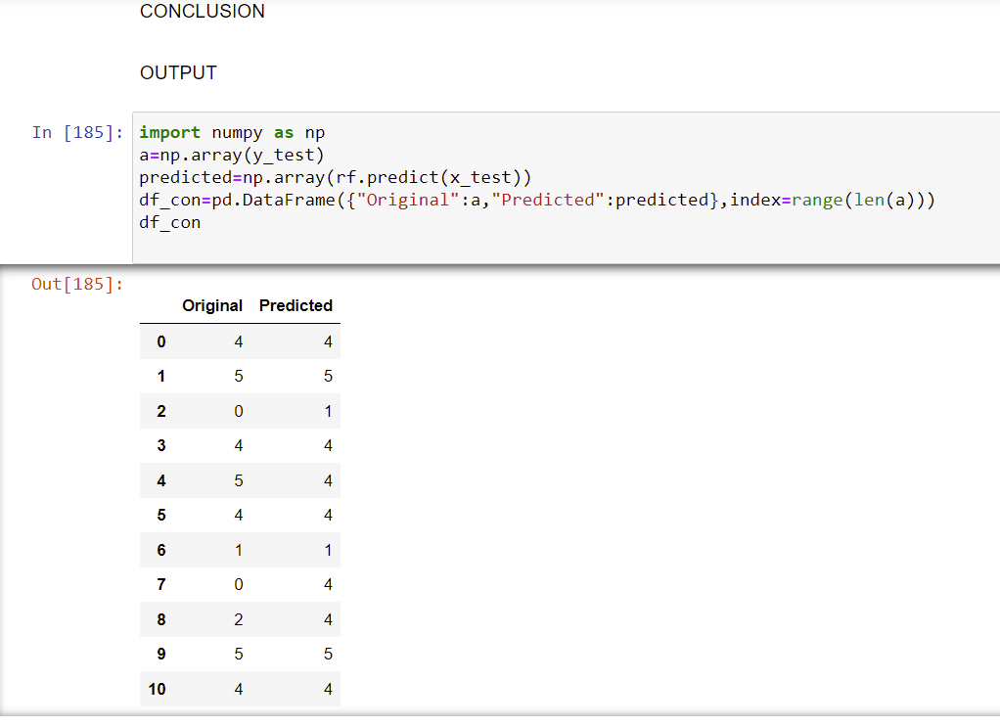 CONCLUSION
OUTPUT
In [185]:
import numpy as np
a=np.array(y_test)
predicted=np.array(rf.predict(x_test))
df_con=pd.DataFrame({"Original":a,"Predicted":predicted},index=range(len(a)))
df_con
Out[185]:
Original Predicted
0 4 4
1 5 5
2 0 1
3 4 4
4 5 4
5 4 4
6 1 1
7 0 4
8 2 4
9 5 5
10 4 4